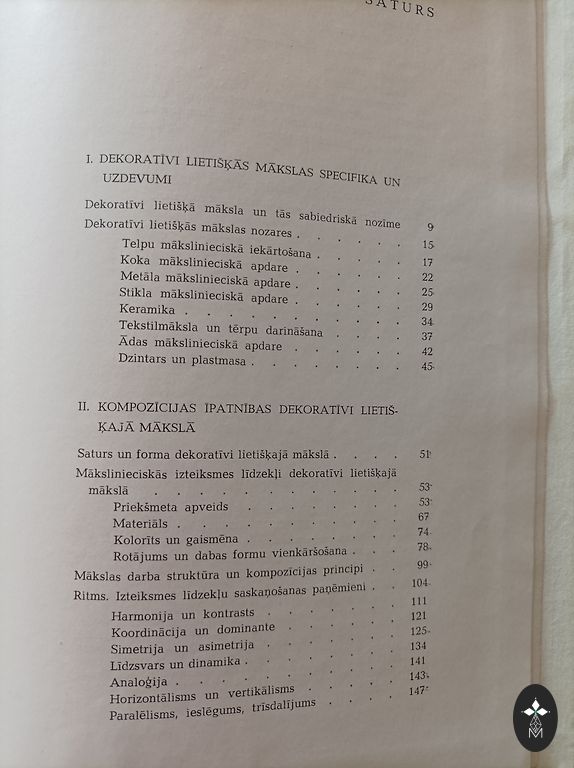 SATURS
I. DEKORATĪVI LIETIŠĶĀS MĀKSLAS SPECIFIKA UN
UZDEVUMI
Dekoratīvi lietišķā māksla un tās sabiedriskā nozīme 9
Dekoratīvi lietišķās mākslas nozares . . . . . . 15
Telpu mākslinieciskā iekārtošana . . . . . 17
Koka mākslinieciskā apdare . . . . . . 22
Metāla mākslinieciskā apdare . . . . . . 25
Stikla mākslinieciskā apdare . . . . . . 29
Keramika . . . . . . . . . . . 34
Tekstilmāksla un tērpu darināšana . . . . 37
Ādas mākslinieciskā apdare . . . . . . 42
Dzintars un plastmasa . . . . . . . . 45
II. KOMPOZĪCIJAS ĪPATNĪBAS DEKORATĪVI LIETIŠ-
ĶAJĀ MĀKSLĀ
Saturs un forma dekoratīvi lietišķajā mākslā . . . . 51
Mākslinieciskās izteiksmes līdzekļi dekoratīvi lietišķajā
mākslā . . . . . . . . . . . . 53
Priekšmeta apveids . . . . . . . . 53
Materiāls . . . . . . . . . . . 67
Kolorīts un gaismēna . . . . . . . . 74
Rotājums un dabas formu vienkāršošana . . . 78
Mākslas darba struktūra un kompozīcijas principi . . 99
Ritms. Izteiksmes līdzekļu saskaņošanas paņēmieni . . 104
Harmonija un kontrasts . . . . . . . 111
Koordinācija un dominante . . . . . . 121
Simetrija un asimetrija . . . . . . . 125
Līdzsvars un dinamika . . . . . . . . 134
Analoģija . . . . . . . . . . . 141
Horizontālisms un vertikālisms . . . . . 143
Paralēlisms, ieslēgums, trīsdalījums . . . . 147
M